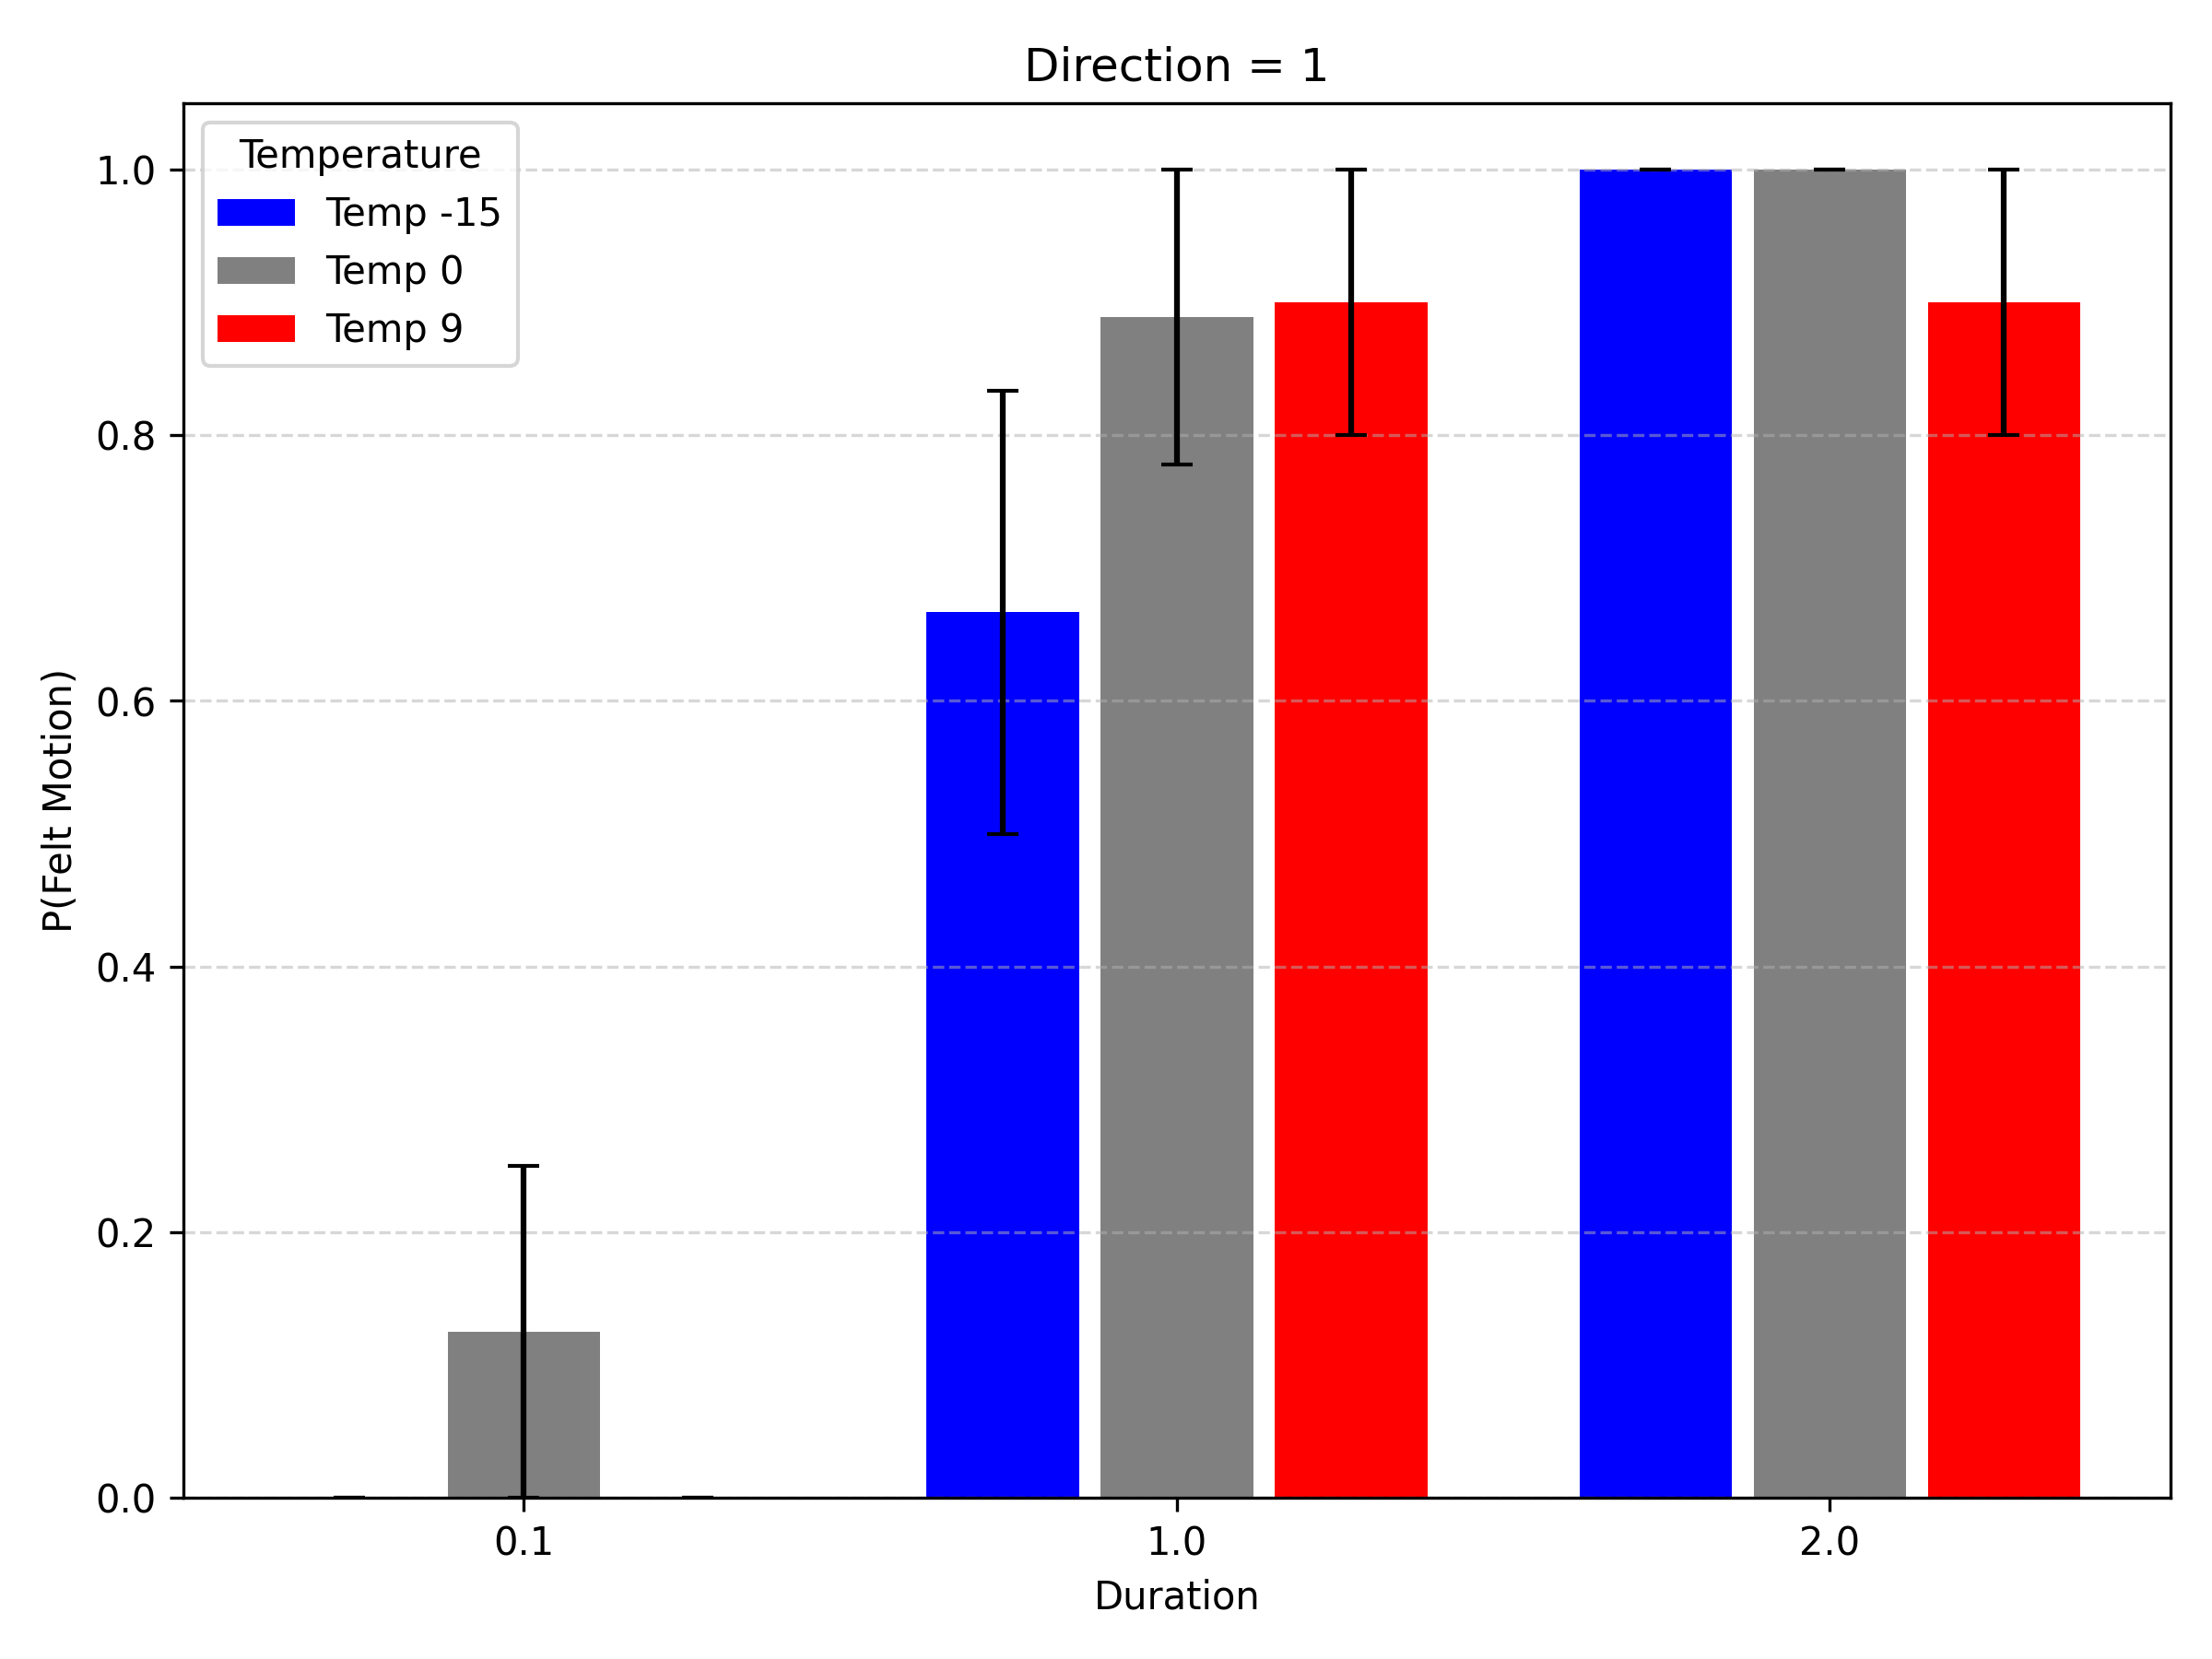 Direction = 1
Temperature
Temp -15
Temp 0
Temp 9
P(Felt Motion)
1.0
0.8
0.6
0.4
0.2
0.0
0.1 1.0 2.0
Duration